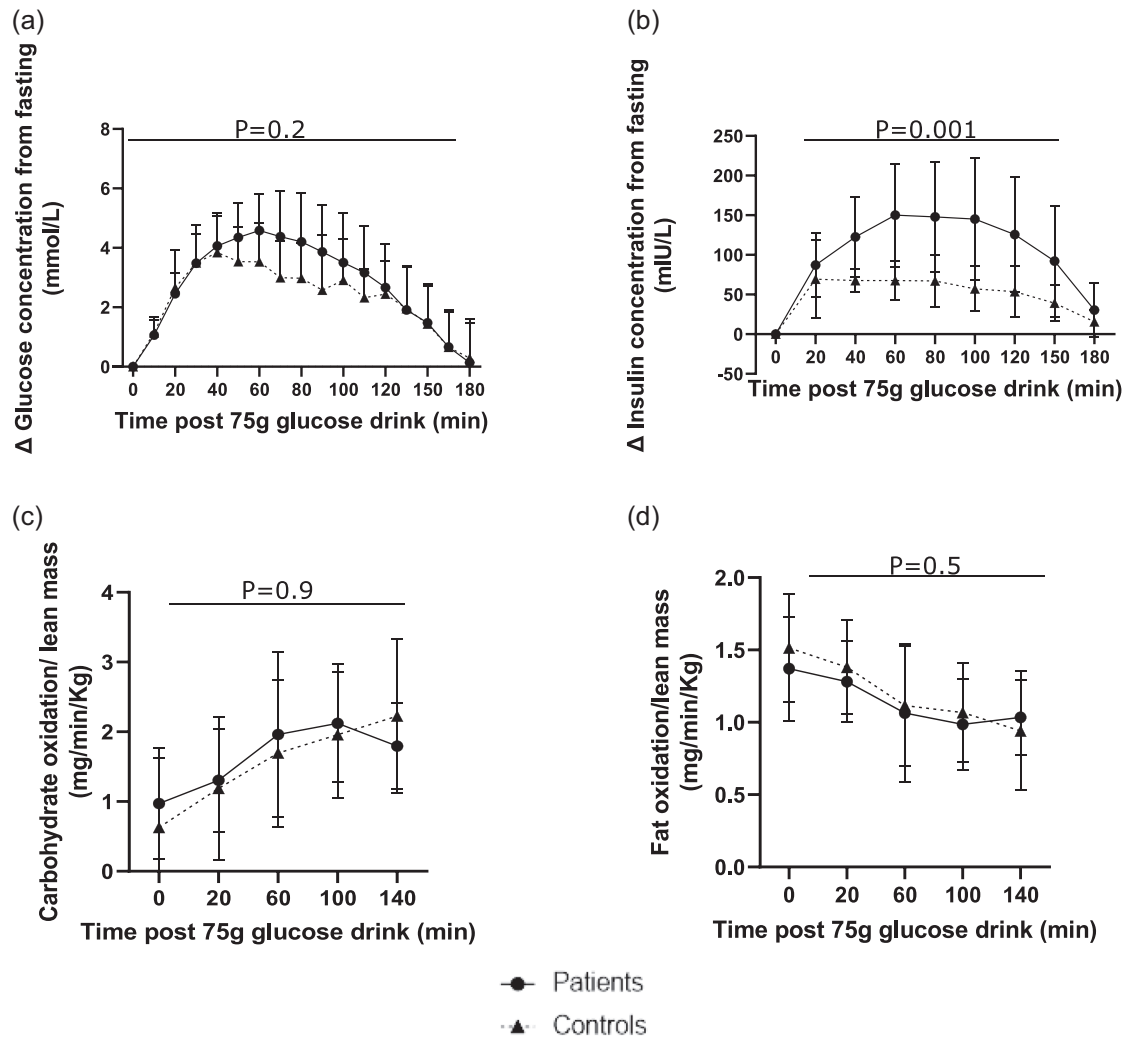 (a)
Δ Glucose concentration from fasting
(mmol/L)
P=0.2
8
6
4
2
0
0 20 40 60 80 100 120 150 180
Time post 75g glucose drink (min)
(b)
Δ Insulin concentration from fasting
(mIU/L)
P=0.001
250
200
150
100
50
0
-50
0 20 40 60 80 100 120 150 180
Time post 75g glucose drink (min)
(c)
Carbohydrate oxidation/ lean mass
(mg/min/Kg)
P=0.9
4
3
2
1
0
0 20 60 100 140
Time post 75g glucose drink (min)
(d)
Fat oxidation/lean mass
(mg/min/Kg)
P=0.5
2.0
1.5
1.0
0.5
0.0
0 20 60 100 140
Time post 75g glucose drink (min)
Patients
Controls